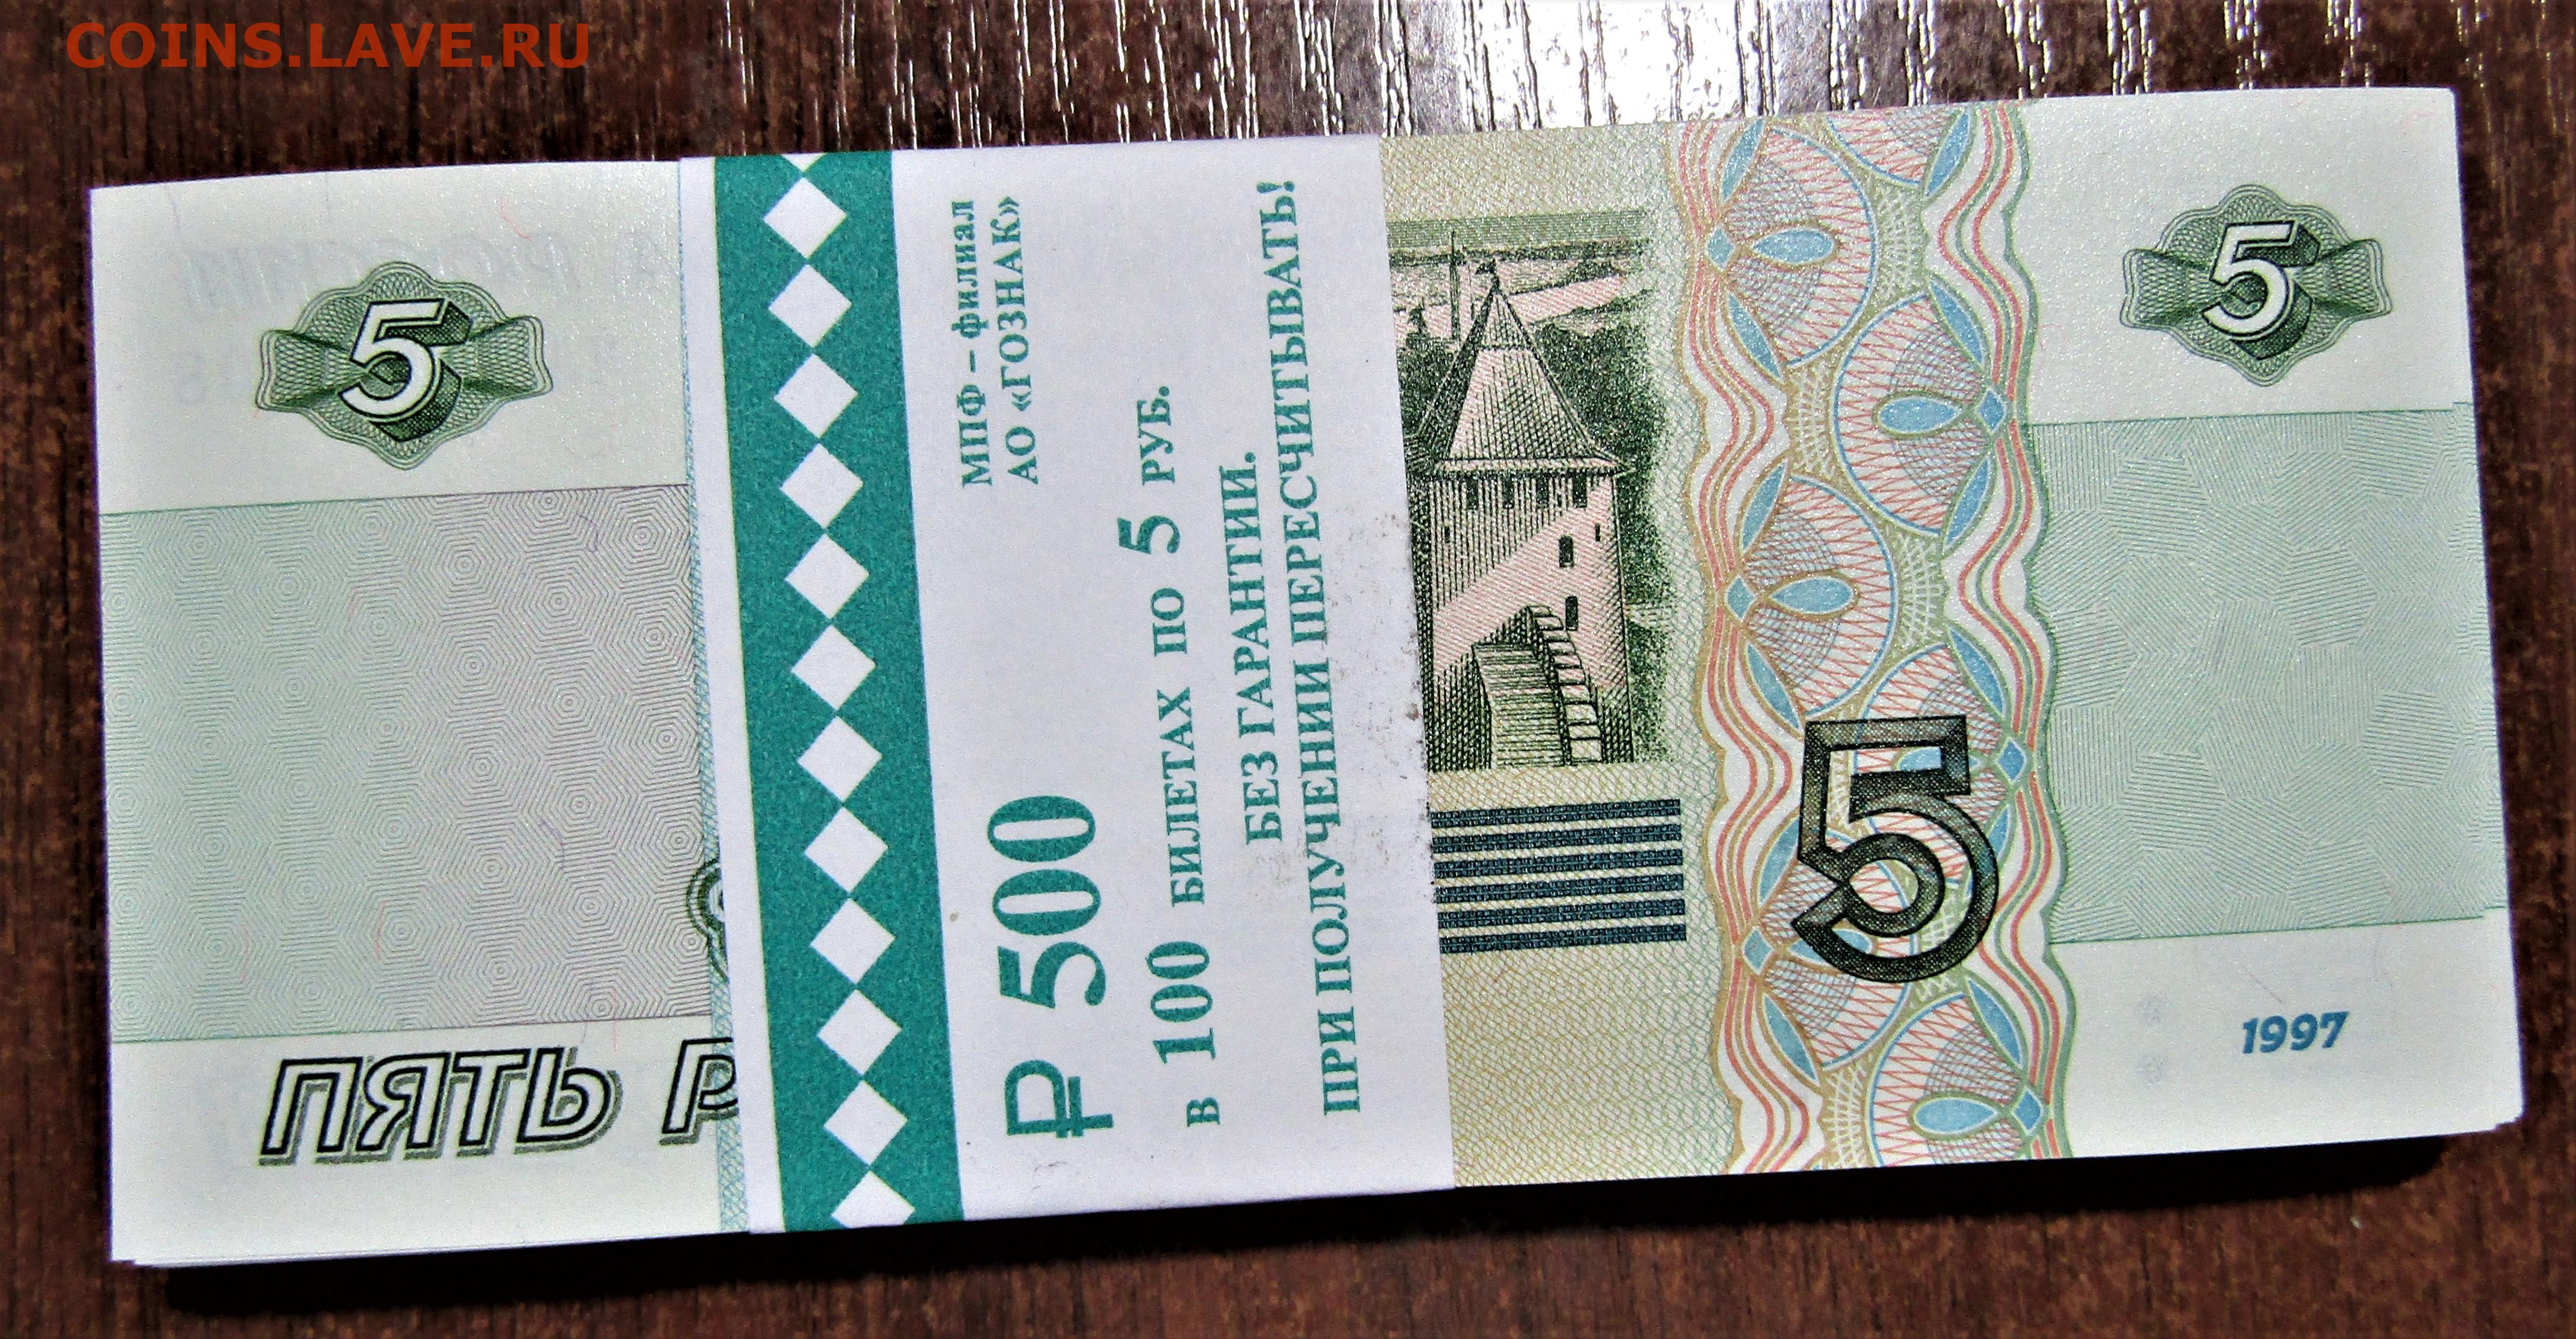 COINS.LAVE.RU
5
ПЯТЬ Р
МПФ – филиал
АО «ГОЗНАК»
₽ 500
В 100 БИЛЕТАХ ПО 5 РУБ.
БЕЗ ГАРАНТИИ.
ПРИ ПОЛУЧЕНИИ ПЕРЕСЧИТЫВАТЬ!
5
5
1997